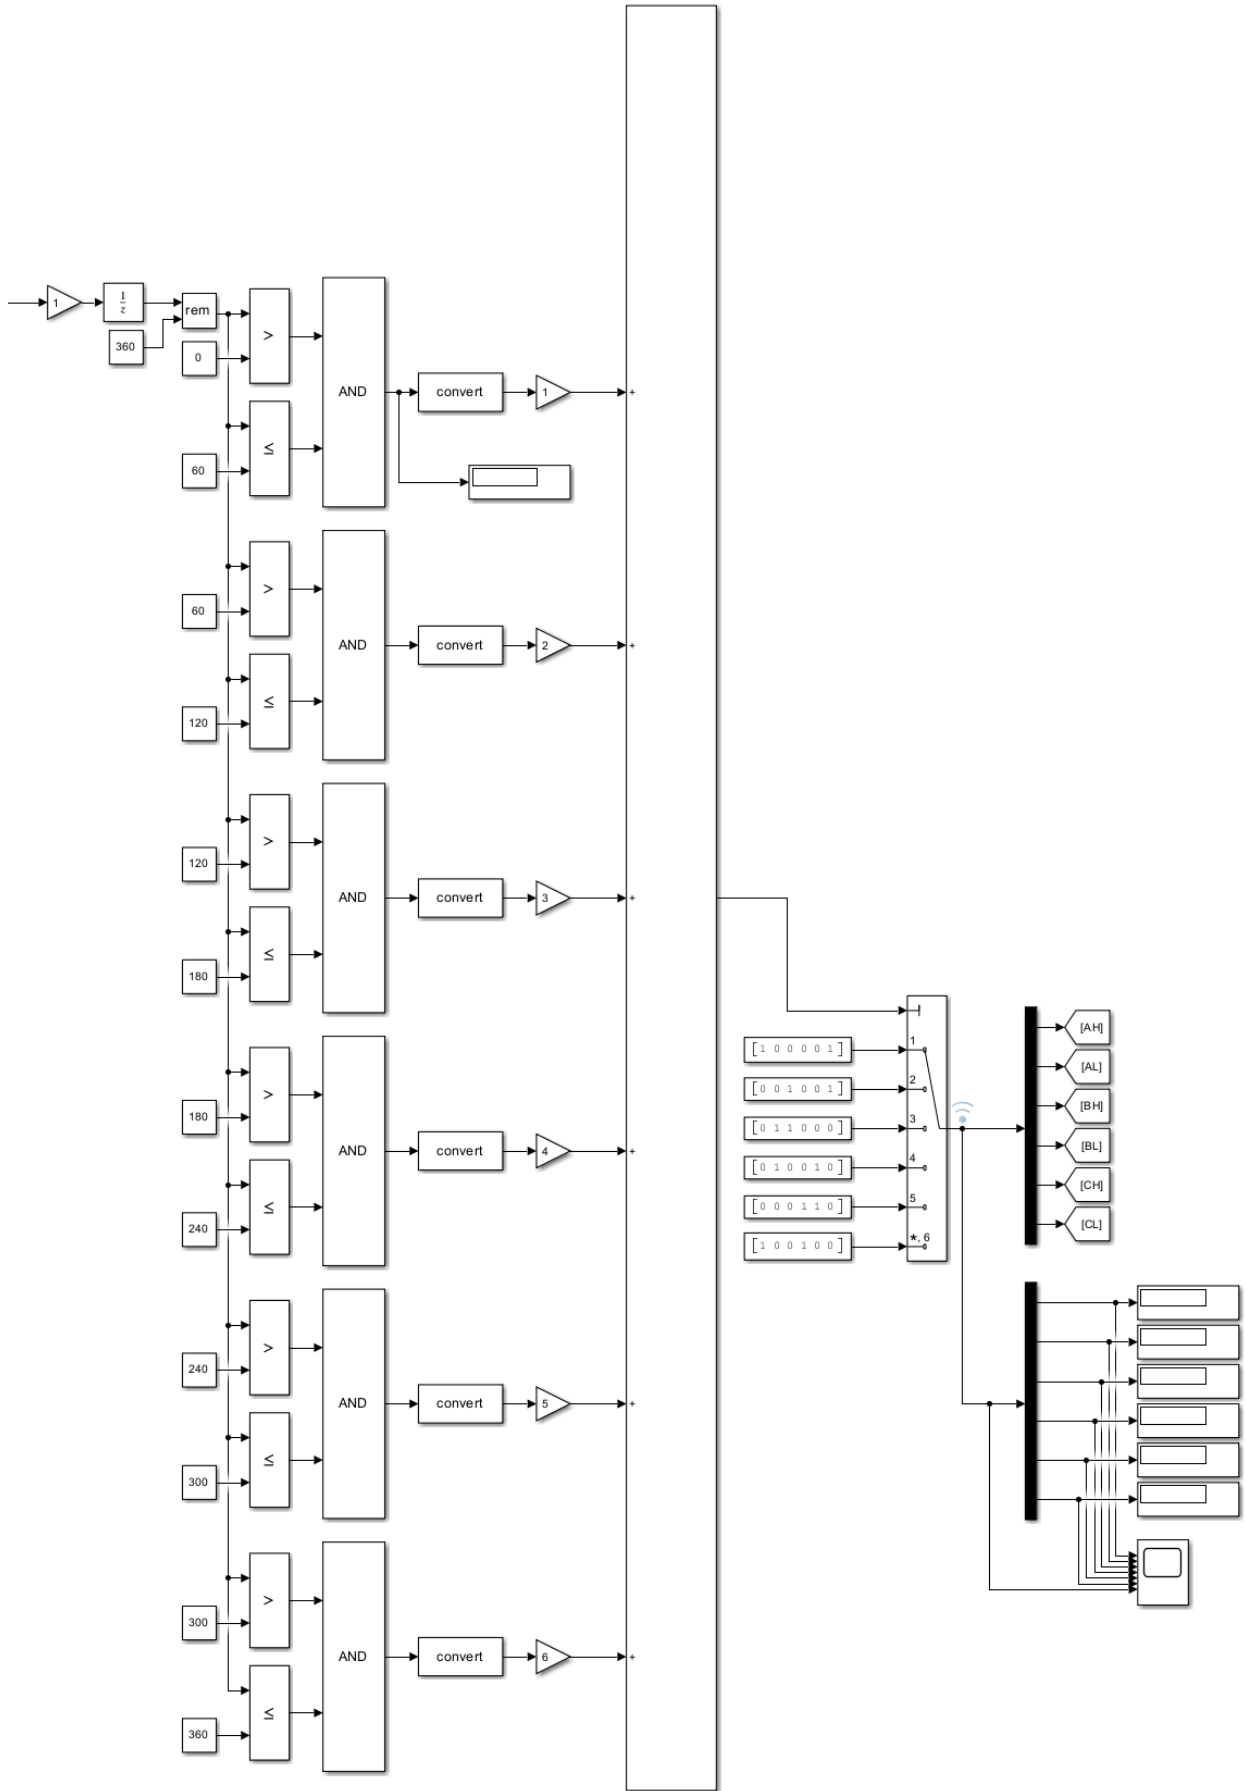 1
1
z
rem
360
0
>
≤
60
AND
convert
1
+
60
>
≤
120
AND
convert
2
+
120
>
≤
180
AND
convert
3
+
180
>
≤
240
AND
convert
4
+
240
>
≤
300
AND
convert
5
+
300
>
≤
360
AND
convert
6
+
[1 0 0 0 0 1]
1
[0 0 1 0 0 1]
2
[0 1 1 0 0 0]
3
[0 1 0 0 1 0]
4
[0 0 0 1 1 0]
5
[1 0 0 1 0 0]
*, 6
[AH]
[AL]
[BH]
[BL]
[CH]
[CL]